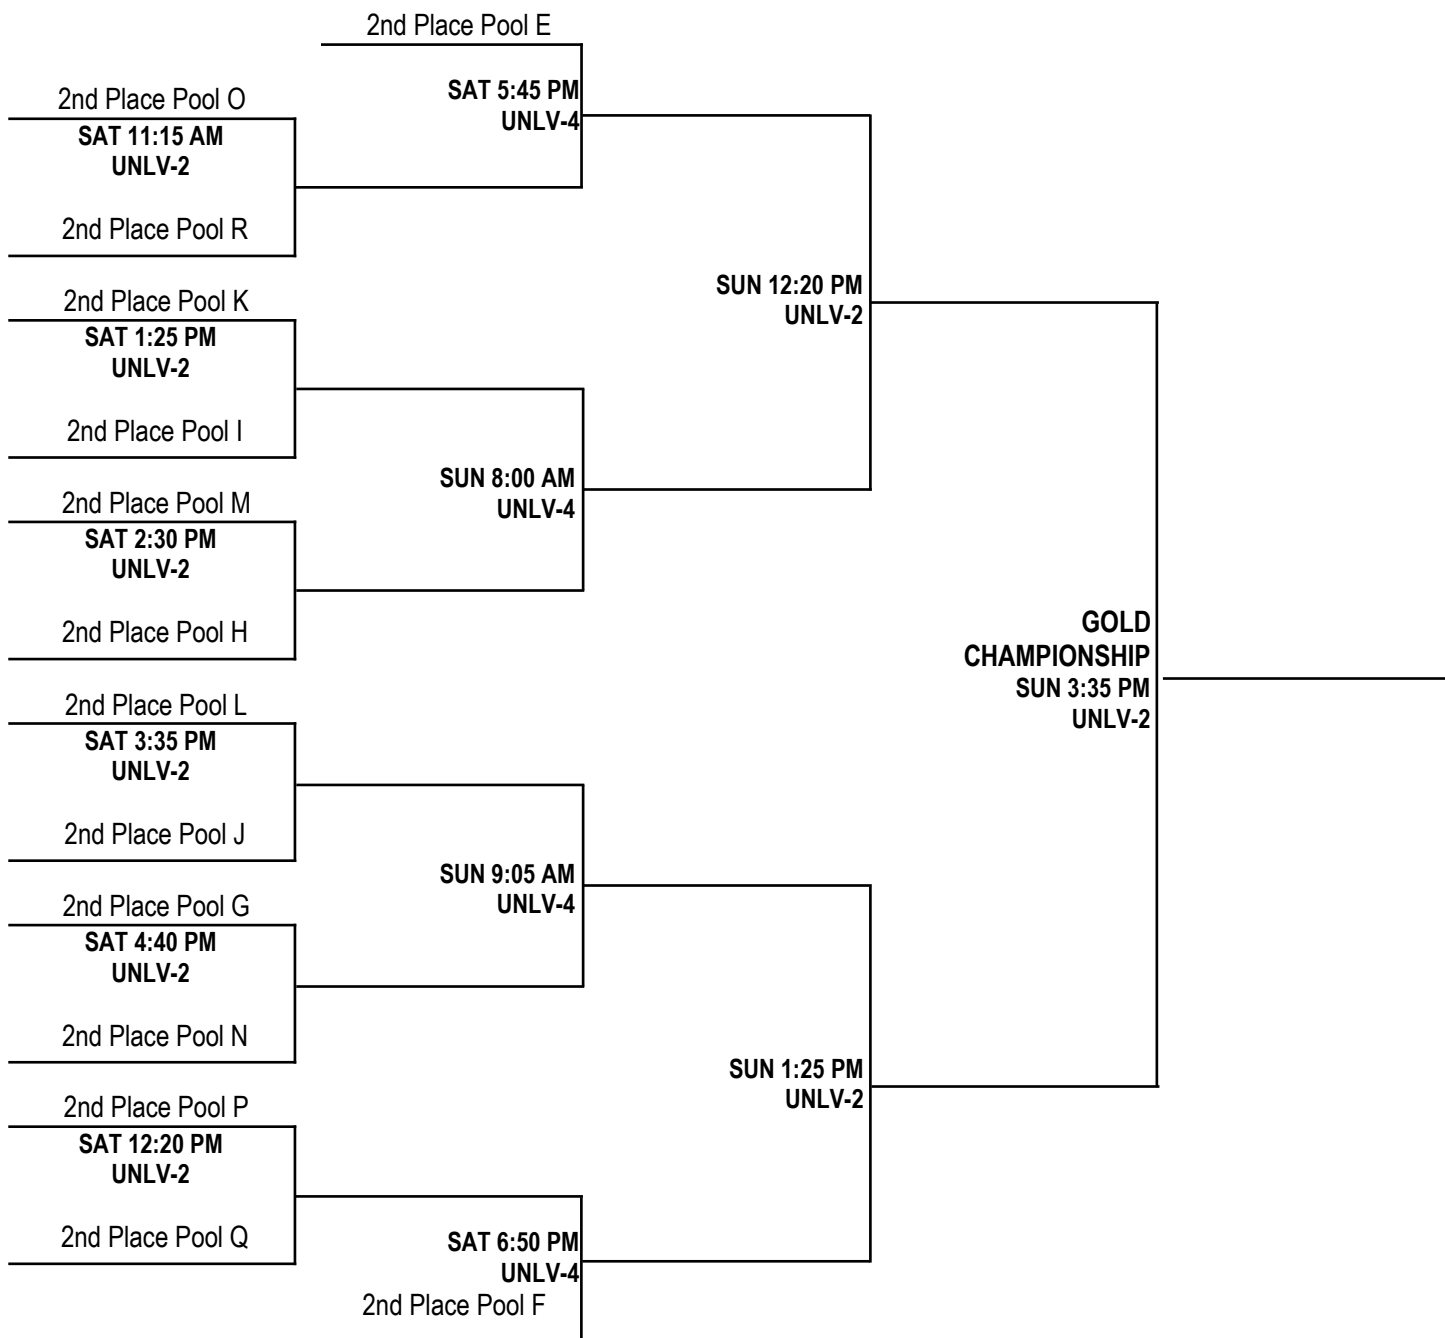 2nd Place Pool E
SAT 5:45 PM
UNLV-4
2nd Place Pool O
SAT 11:15 AM
UNLV-2
2nd Place Pool R
2nd Place Pool K
SAT 1:25 PM
UNLV-2
2nd Place Pool I
SUN 12:20 PM
UNLV-2
SUN 8:00 AM
UNLV-4
2nd Place Pool M
SAT 2:30 PM
UNLV-2
2nd Place Pool H
GOLD
CHAMPIONSHIP
SUN 3:35 PM
UNLV-2
2nd Place Pool L
SAT 3:35 PM
UNLV-2
2nd Place Pool J
SUN 9:05 AM
UNLV-4
2nd Place Pool G
SAT 4:40 PM
UNLV-2
2nd Place Pool N
SUN 1:25 PM
UNLV-2
2nd Place Pool P
SAT 12:20 PM
UNLV-2
2nd Place Pool Q
SAT 6:50 PM
UNLV-4
2nd Place Pool F